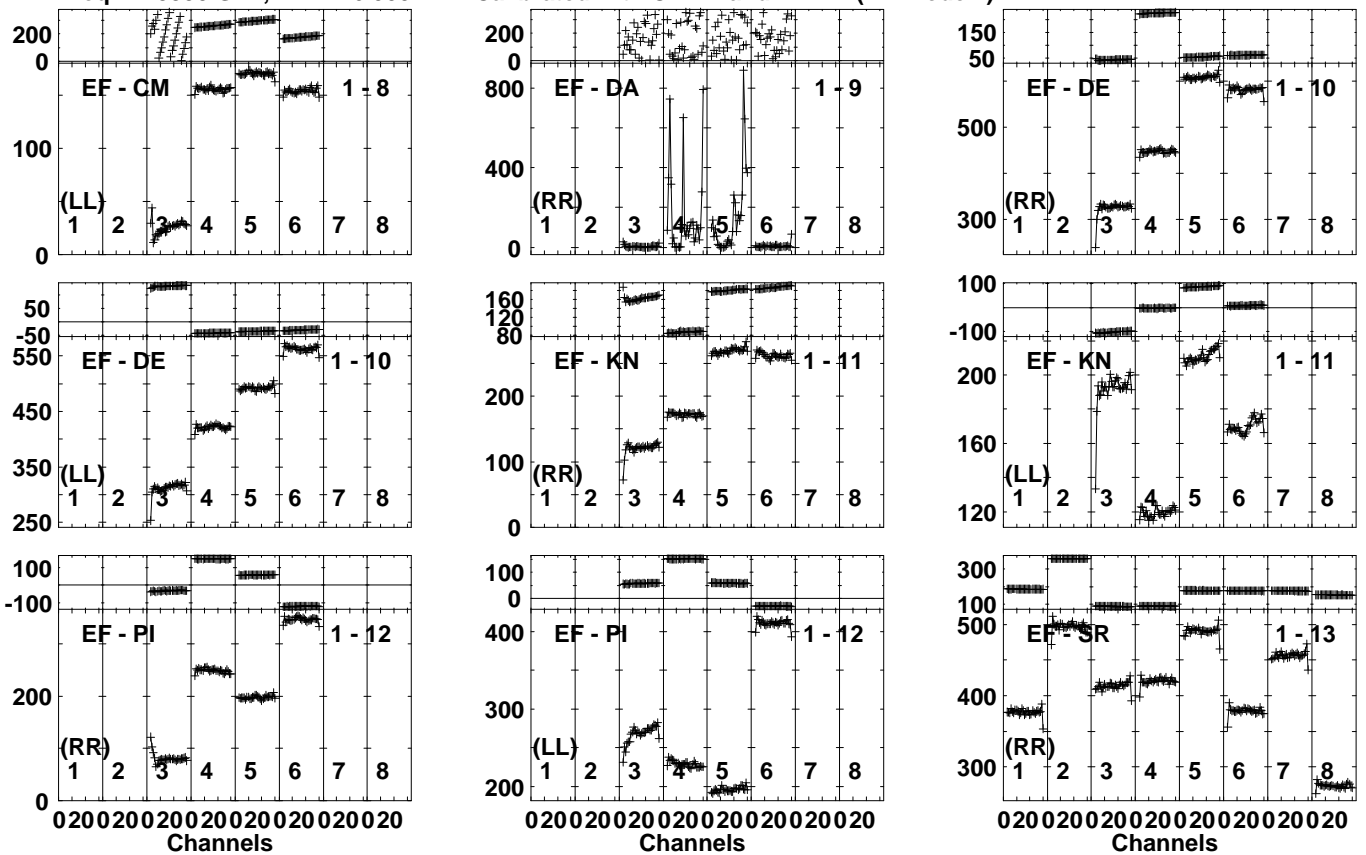 200
0
EF - CM 1 - 8
100
(LL)
1 2 3 4 5 6 7 8
0
200
0
800
EF - DA 1 - 9
400
(RR)
1 2 3 4 5 6 7 8
0
150
50
EF - DE 1 - 10
500
(RR)
300
1 2 3 4 5 6 7 8
50
-50
550
EF - DE 1 - 10
450
350
(LL)
1 2 3 4 5 6 7 8
250
160
120
80
EF - KN 1 - 11
200
100
(RR)
1 2 3 4 5 6 7 8
0
100
-100
EF - KN 1 - 11
200
160
(LL)
1 2 3 4 5 6 7 8
120
100
-100
EF - PI 1 - 12
200
(RR)
1 2 3 4 5 6 7 8
0
100
0
400
EF - PI 1 - 12
300
(LL)
1 2 3 4 5 6 7 8
200
300
100
500
EF - SR 1 - 13
400
(RR)
300
1 2 3 4 5 6 7 8
0 20 0 20 0 20 0 20 0 20 0 20 0 20 0 20
Channels
0 20 0 20 0 20 0 20 0 20 0 20 0 20 0 20
Channels
0 20 0 20 0 20 0 20 0 20 0 20 0 20 0 20
Channels